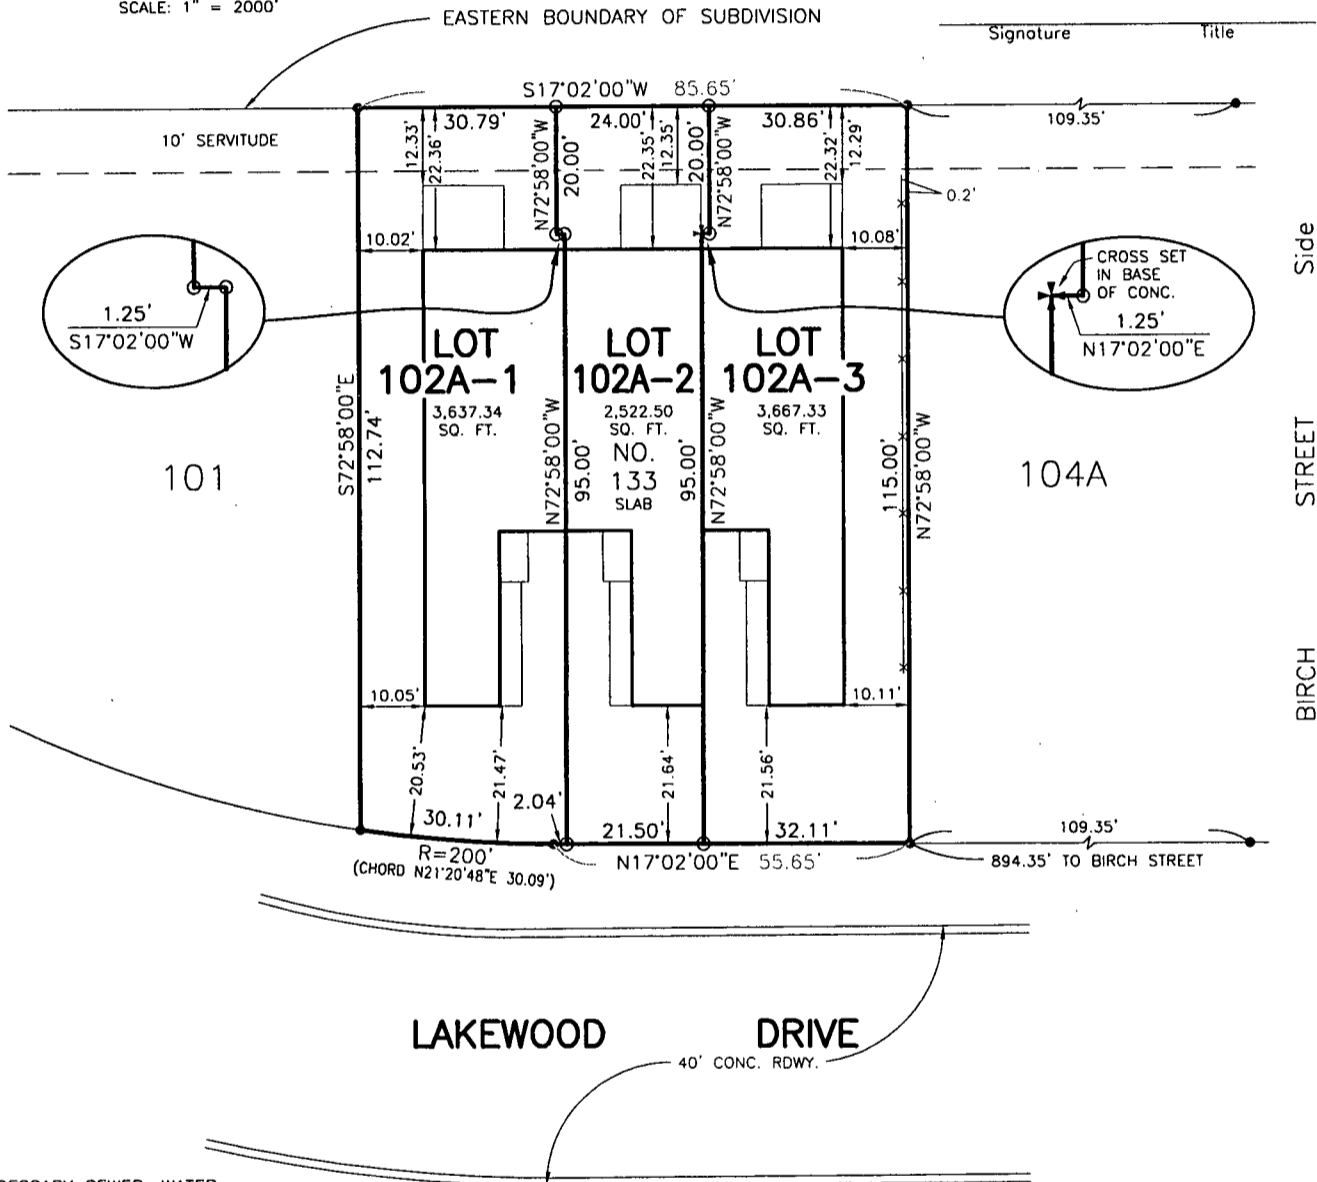 SCALE: 1" = 2000'
EASTERN BOUNDARY OF SUBDIVISION
Signature Title
S17°02'00"W 85.65'
109.35'
10' SERVITUDE
12.33'
22.36'
30.79'
N72°58'00"W
20.00'
24.00'
22.35'
12.35'
20.00'
N72°58'00"W
30.86'
22.32'
12.29'
0.2'
10.02'
10.08'
Side
1.25'
S17°02'00"W
CROSS SET
IN BASE
OF CONC.
1.25'
N17°02'00"E
LOT
102A-1
3,637.34
SQ. FT.
LOT
102A-2
2,522.50
SQ. FT.
NO.
133
SLAB
LOT
102A-3
3,667.33
SQ. FT.
101
S72°58'00"E
112.74'
N72°58'00"W
95.00'
95.00'
N72°58'00"W
115.00'
N72°58'00"W
104A
STREET
BIRCH
10.05'
10.11'
20.53'
21.47'
21.64'
21.56'
30.11'
2.04'
21.50'
32.11'
109.35'
R=200'
(CHORD N21°20'48"E 30.09')
N17°02'00"E 55.65'
894.35' TO BIRCH STREET
LAKEWOOD DRIVE
40' CONC. RDWY.